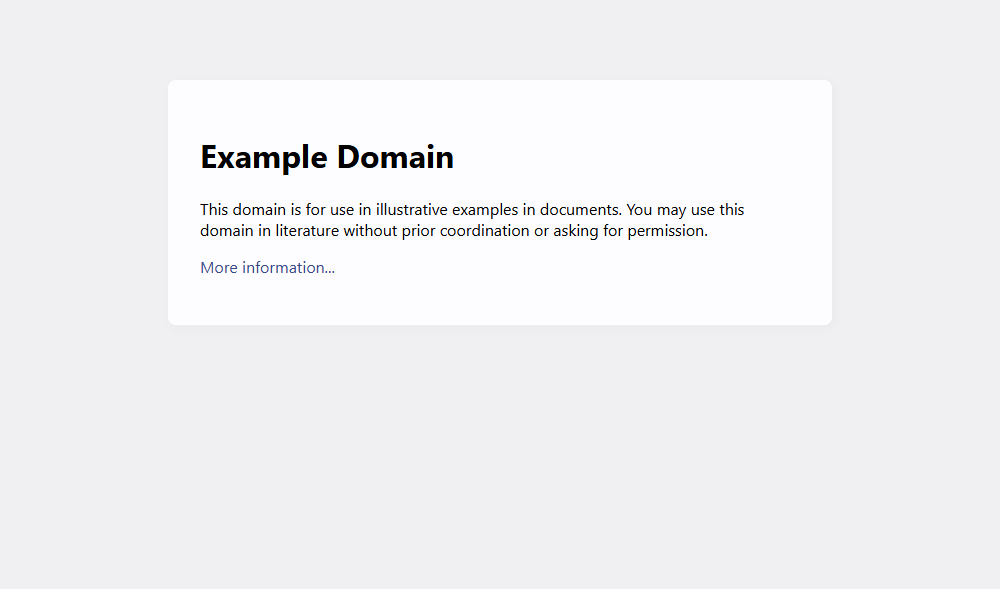 Example Domain
This domain is for use in illustrative examples in documents. You may use this
domain in literature without prior coordination or asking for permission.
More information...